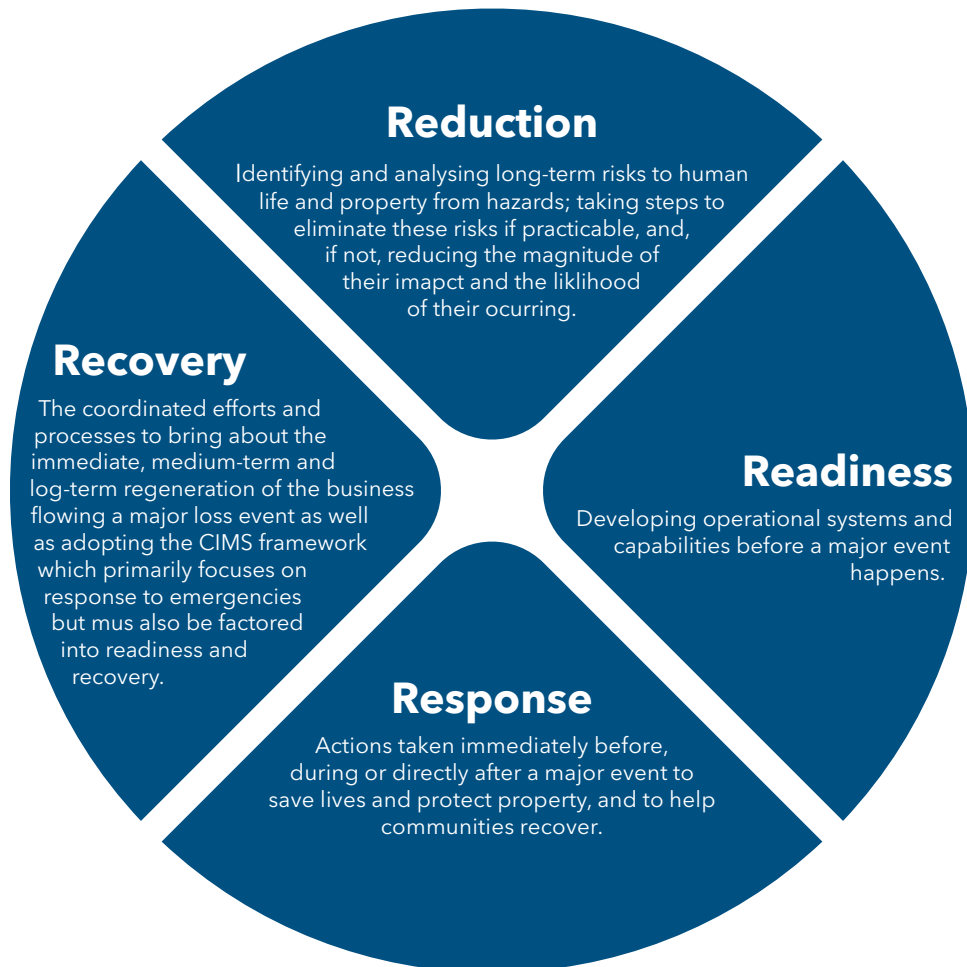 Reduction
Identifying and analysing long-term risks to human
life and property from hazards; taking steps to
eliminate these risks if practicable, and,
if not, reducing the magnitude of
their imapct and the liklihood
of their ocurring.
Readiness
Developing operational systems and
capabilities before a major event
happens.
Response
Actions taken immediately before,
during or directly after a major event to
save lives and protect property, and to help
communities recover.
Recovery
The coordinated efforts and
processes to bring about the
immediate, medium-term and
log-term regeneration of the business
flowing a major loss event as well
as adopting the CIMS framework
which primarily focuses on
response to emergencies
but mus also be factored
into readiness and
recovery.